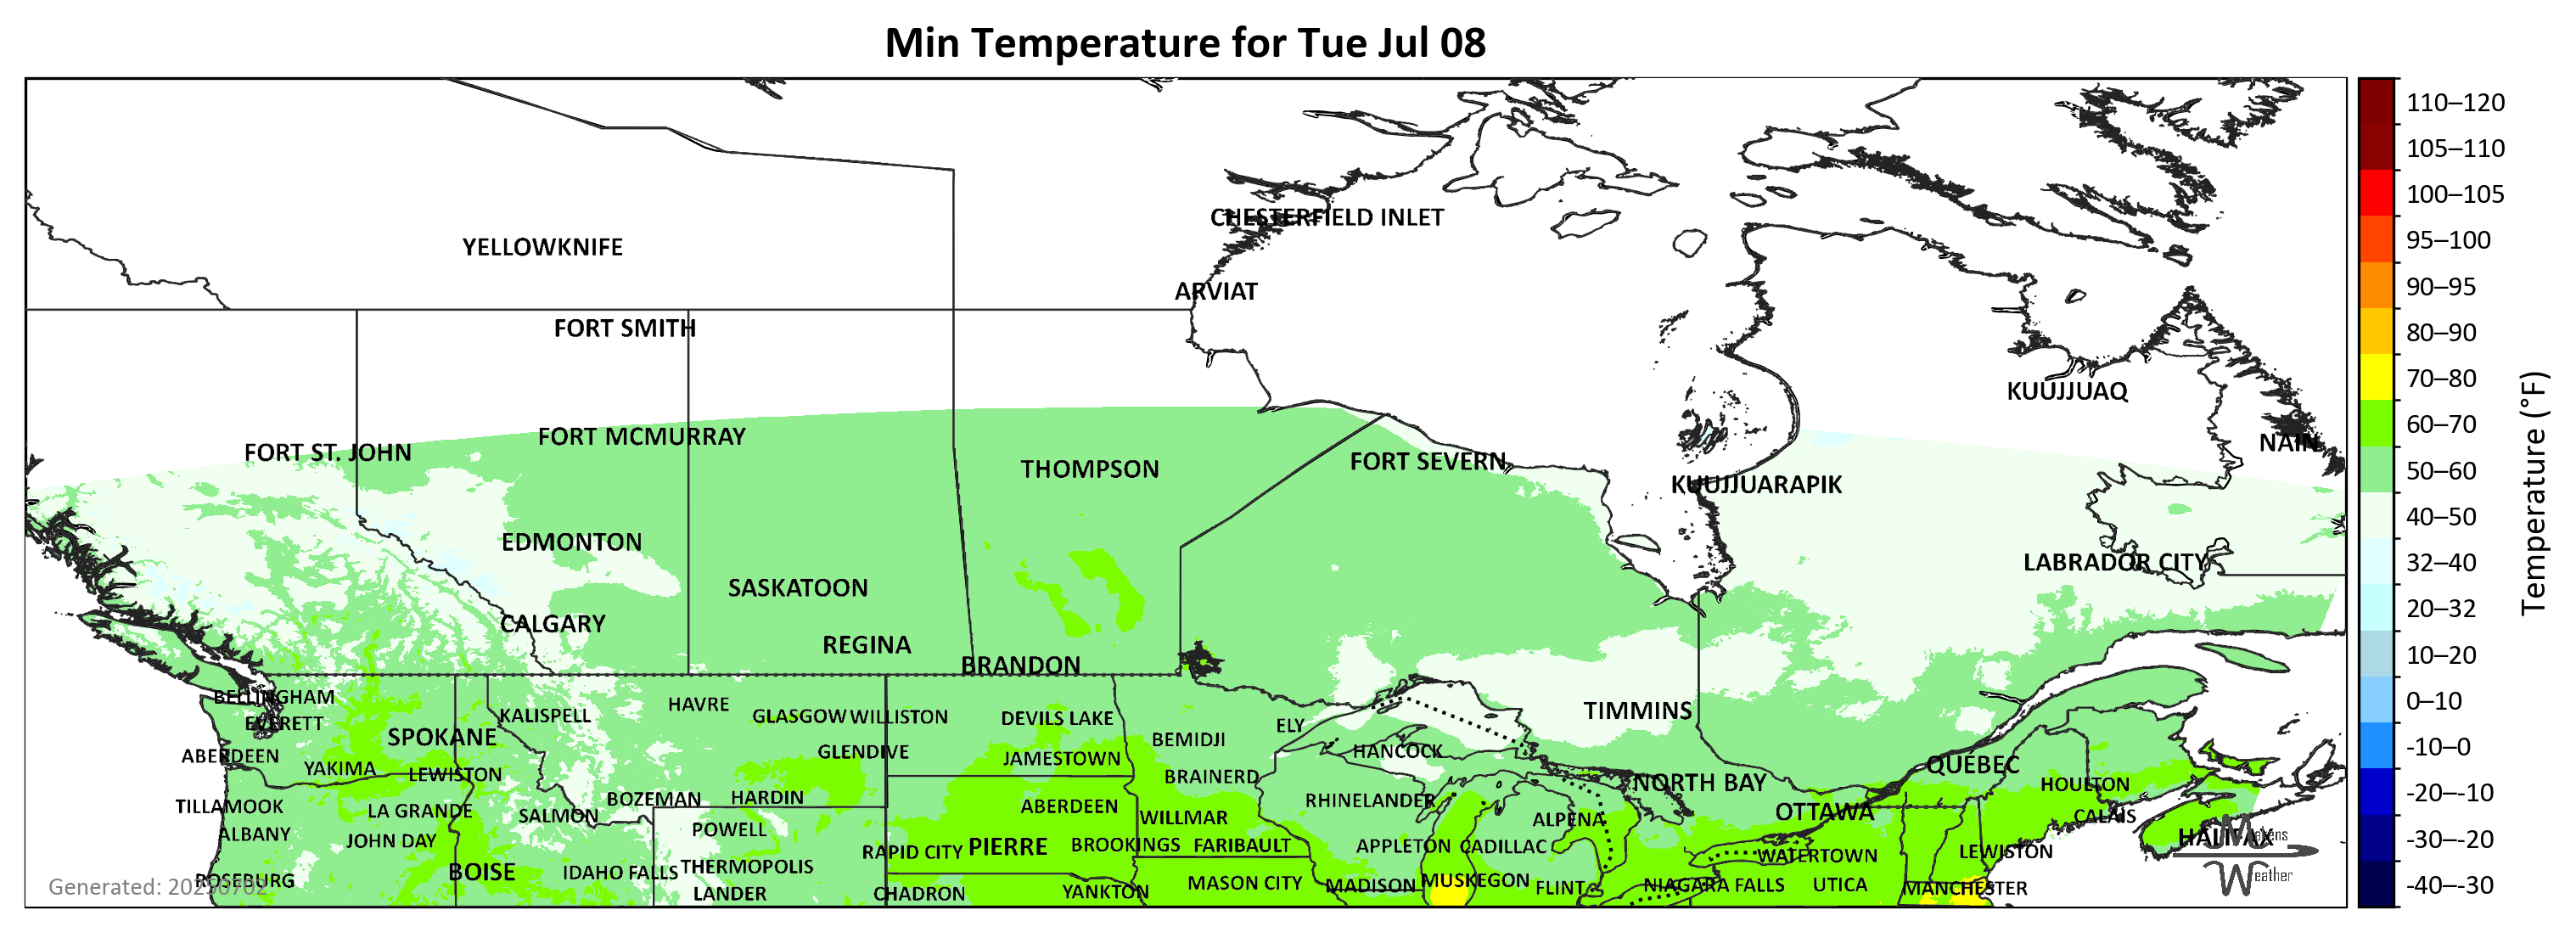 Min Temperature for Tue Jul 08
110–120
105–110
CHESTERFIELD INLET
100–105
YELLOWKNIFE
95–100
ARVIAT
90–95
FORT SMITH
80–90
KUUJJUAQ
70–80
FORT MCMURRAY
60–70
FORT ST. JOHN
NAIN
THOMPSON
FORT SEVERN
50–60
KUUJJUARAPIK
Temperature (°F)
40–50
EDMONTON
LABRADOR CITY
32–40
SASKATOON
20–32
CALGARY
REGINA
BRANDON
10–20
BELLINGHAM
HAVRE
0–10
KALISPELL
GLASGOW
WILLISTON
DEVILS LAKE
TIMMINS
EVERETT
ELY
SPOKANE
BEMIDJI
-10–0
ABERDEEN
GLENDIVE
JAMESTOWN
HANCOCK
YAKIMA
LEWISTON
BRAINERD
NORTH BAY
QUÉBEC
HOULTON
-20–-10
TILLAMOOK
LA GRANDE
SALMON
BOZEMAN
HARDIN
ABERDEEN
WILLMAR
RHINELANDER
ALPENA
OTTAWA
CALAIS
ALBANY
JOHN DAY
POWELL
RAPID CITY
PIERRE
BROOKINGS
FARIBAULT
APPLETON
CADILLAC
WATERTOWN
LEWISTON
HALIFAX
Makens
Weather
-30–-20
BOISE
IDAHO FALLS
THERMOPOLIS
ROSEBURG
Generated: 20250702
LANDER
CHADRON
YANKTON
MASON CITY
MADISON
MUSKEGON
FLINT
NIAGARA FALLS
UTICA
MANCHESTER
-40–-30